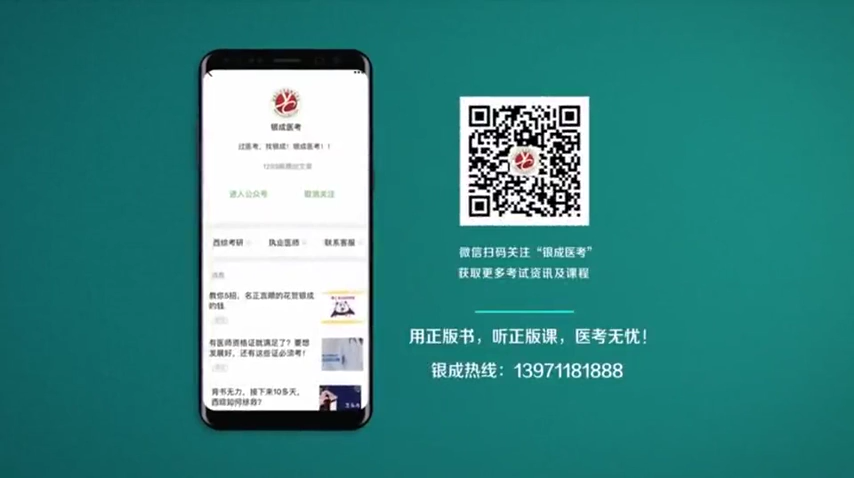 银成医考
过医考，找银成！银成医考！！
进入公众号 取消关注
西综考研 执业医师 联系客服
消息
教你5招，名正言顺的花赏银成
的钱
有医师资格证就满足了？要想
发展好，还有这些证必须考！
背书无力，接下来10多天，
西综如何拯救？
微信扫码关注“银成医考”
获取更多考试资讯及课程
用正版书，听正版课，医考无忧！
银成热线：13971181888